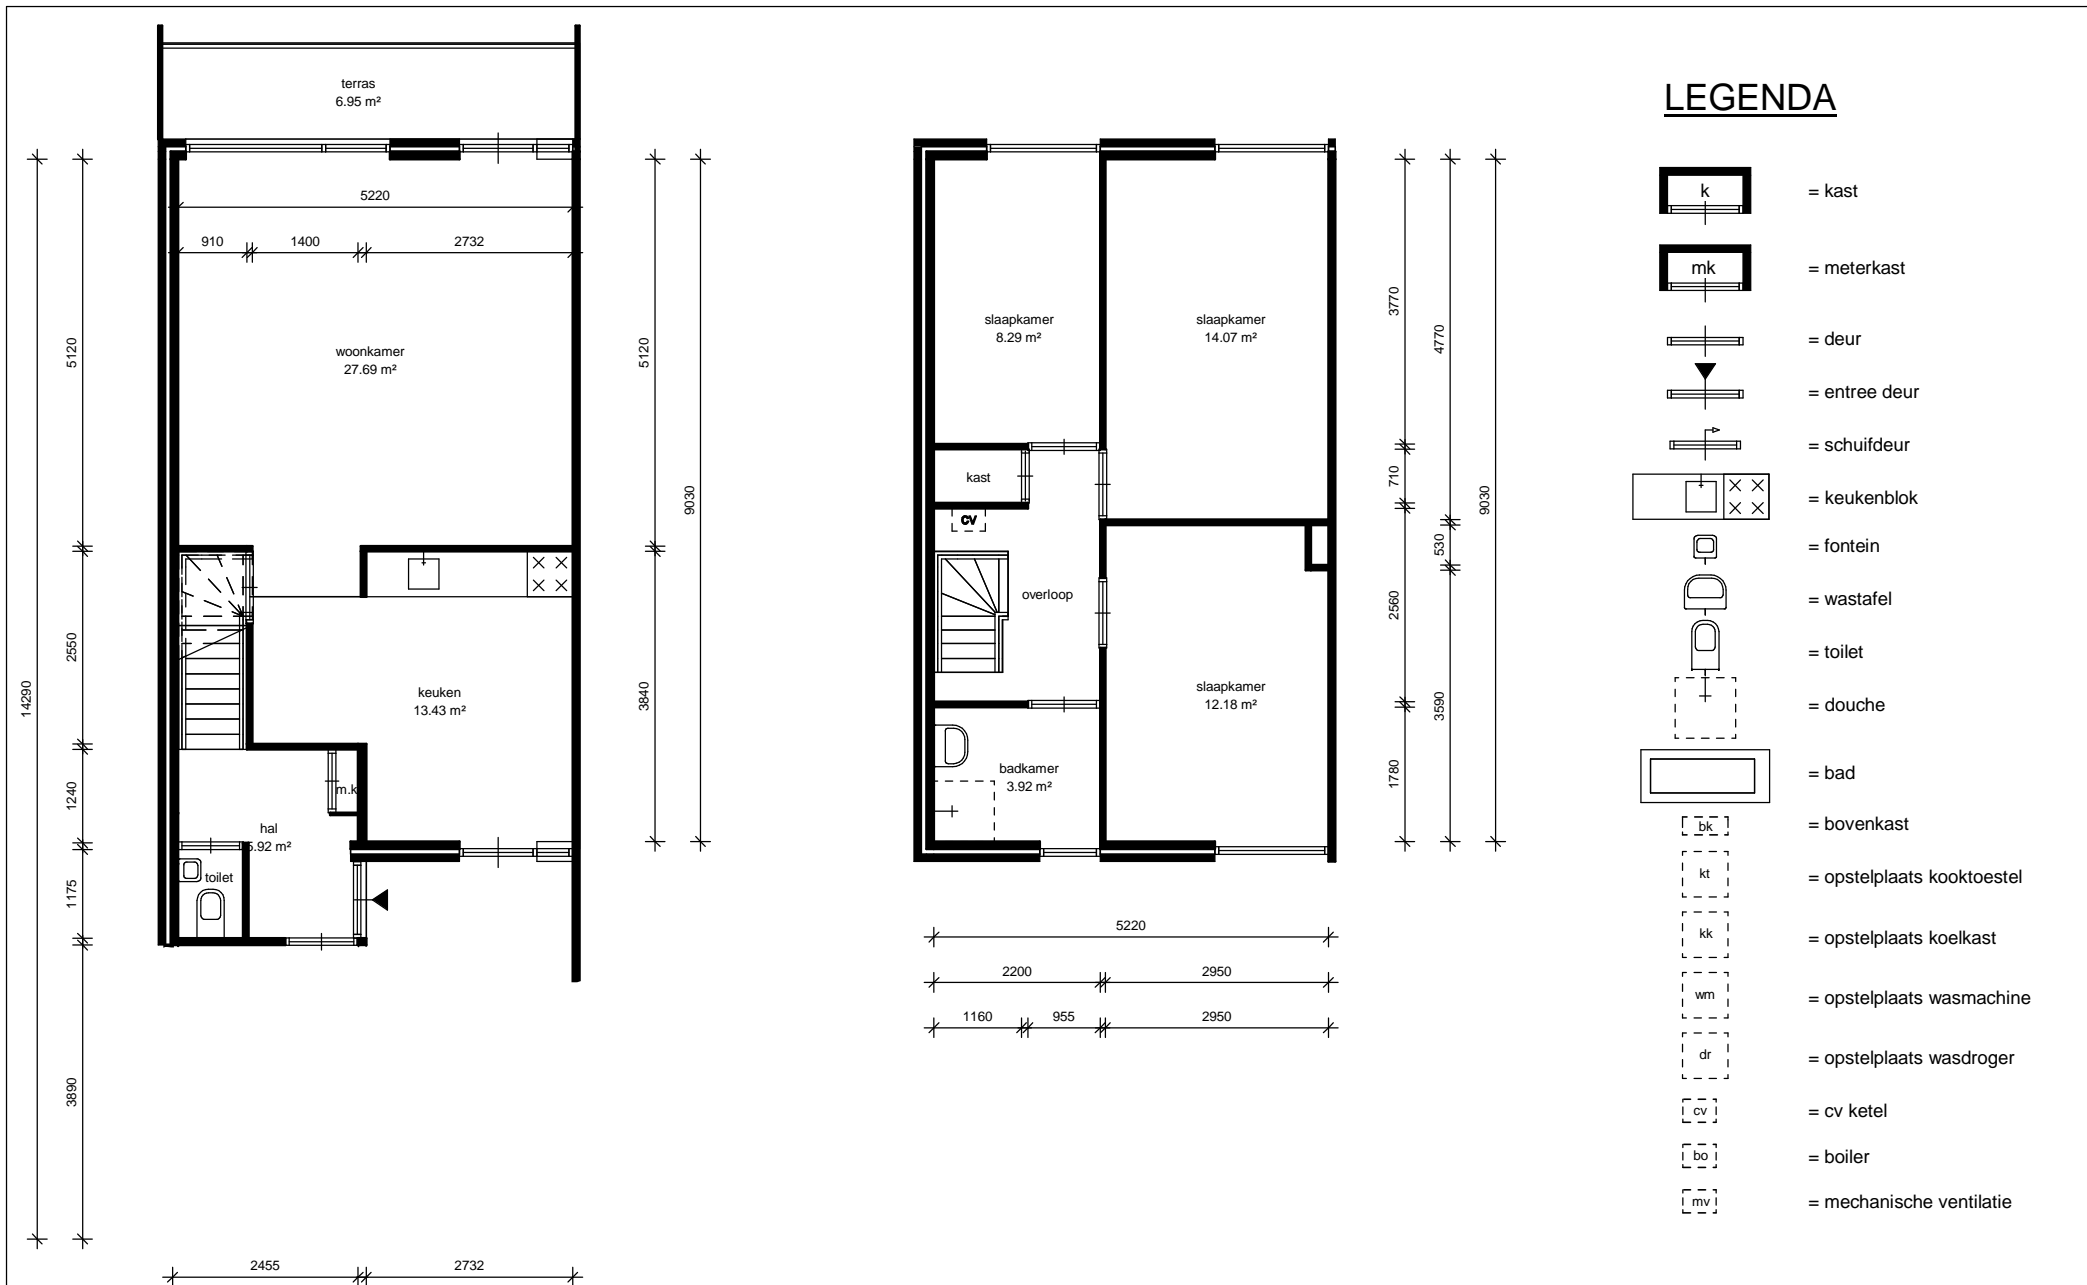 terras
6.95 m²
5220
910
1400
2732
woonkamer
27.69 m²
14290
5120
2550
1240
1175
3890
5120
3840
9030
keuken
13.43 m²
m.k
hal
5.92 m²
toilet
2455
2732
slaapkamer
8.29 m²
slaapkamer
14.07 m²
kast
cv
overloop
slaapkamer
12.18 m²
badkamer
3.92 m²
3770
710
2560
1780
4770
530
3590
9030
5220
2200
2950
1160
955
2950
LEGENDA
k
= kast
mk
= meterkast
= deur
= entree deur
= schuifdeur
= keukenblok
= fontein
= wastafel
= toilet
= douche
= bad
bk
= bovenkast
kt
= opstelplaats kooktoestel
kk
= opstelplaats koelkast
wm
= opstelplaats wasmachine
dr
= opstelplaats wasdroger
cv
= cv ketel
bo
= boiler
mv
= mechanische ventilatie